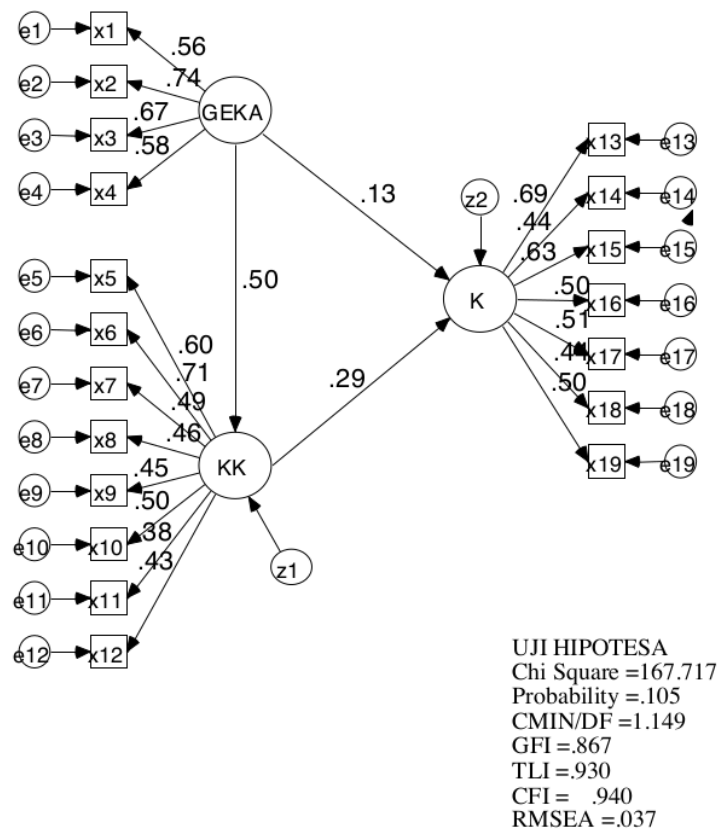 e1 x1
.56
e2 x2 .74
GEKA
e3 x3 .67
.58
e4 x4
x13 e13
.13
z2 .69 x14 e14
.44
.63 x15 e15
e5 x5
.50
K .50 x16 e16
.51
e6 x6
.60
.44 x17 e17
.71
.29
.50
e7 x7 .49
x18 e18
.46
e8 x8
KK
x19 e19
.45
e9 x9
.50
.38
e10 x10
.43
z1
e11 x11
e12 x12
UJI HIPOTESA
Chi Square =167.717
Probability =.105
CMIN/DF =1.149
GFI =.867
TLI =.930
CFI = .940
RMSEA =.037